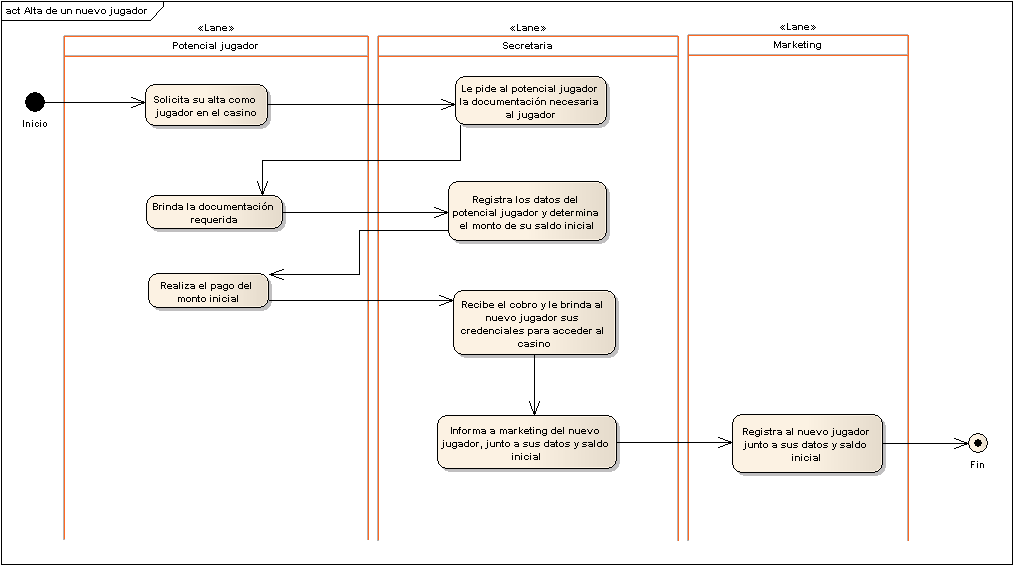 act Alta de un nuevo jugador
«Lane»
«Lane»
«Lane»
Potencial jugador
Secretaria
Marketing
Inicio
Solicita su alta como
jugador en el casino
Le pide al potencial jugador
la documentación necesaria
al jugador
Brinda la documentación
requerida
Registra los datos del
potencial jugador y determina
el monto de su saldo inicial
Realiza el pago del
monto inicial
Recibe el cobro y le brinda al
nuevo jugador sus
credenciales para acceder al
casino
Informa a marketing del nuevo
jugador, junto a sus datos y saldo
inicial
Registra al nuevo jugador
junto a sus datos y saldo
inicial
Fin